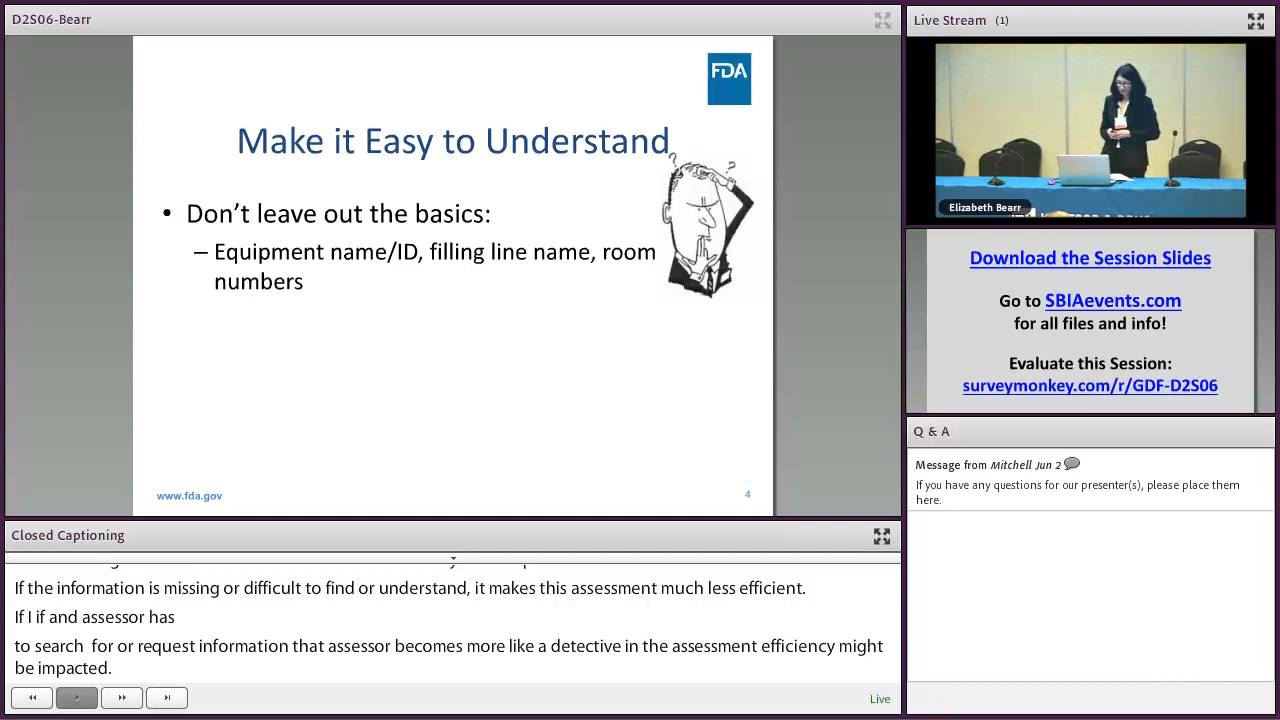 D2S06-Bearr
FDA
Make it Easy to Understand
? ?
• Don't leave out the basics:
– Equipment name/ID, filling line name, room
numbers
www.fda.gov
4
Closed Captioning
If the information is missing or difficult to find or understand, it makes this assessment much less efficient.
If I if and assessor has
to search for or request information that assessor becomes more like a detective in the assessment efficiency might
be impacted.
Live
Live Stream (1)
Elizabeth Bearr
Download the Session Slides
Go to SBIAevents.com
for all files and info!
Evaluate this Session:
surveymonkey.com/r/GDF-D2S06
Q & A
Message from Mitchell Jun 2
If you have any questions for our presenter(s), please place them
here.